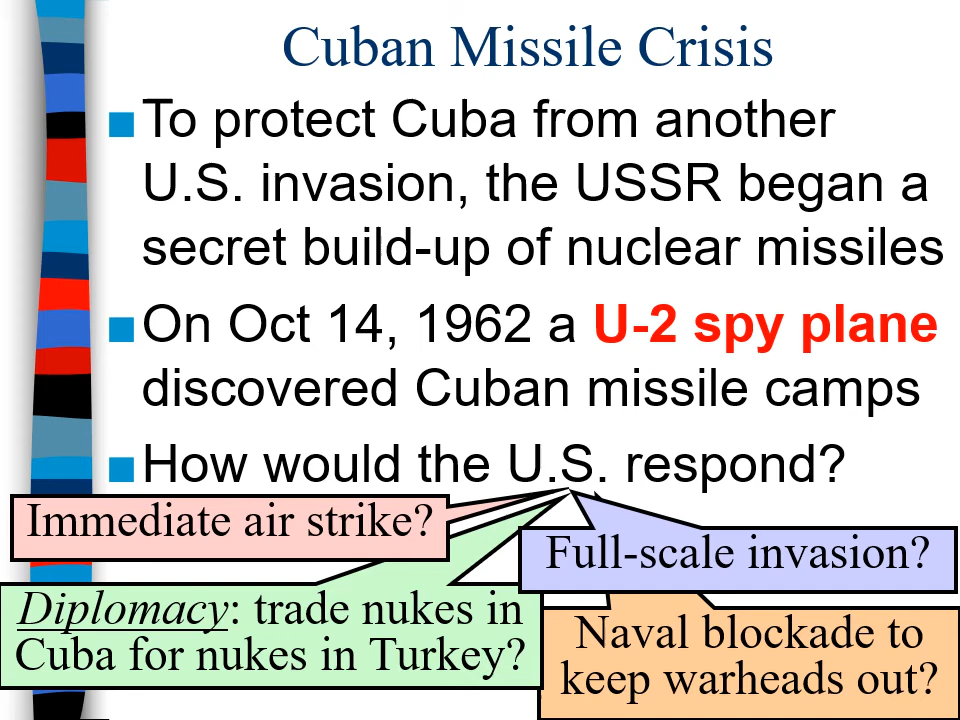 Cuban Missile Crisis
To protect Cuba from another
U.S. invasion, the USSR began a
secret build-up of nuclear missiles
On Oct 14, 1962 a U-2 spy plane
discovered Cuban missile camps
How would the U.S. respond?
Immediate air strike?
Full-scale invasion?
Diplomacy: trade nukes in
Cuba for nukes in Turkey?
Naval blockade to
keep warheads out?